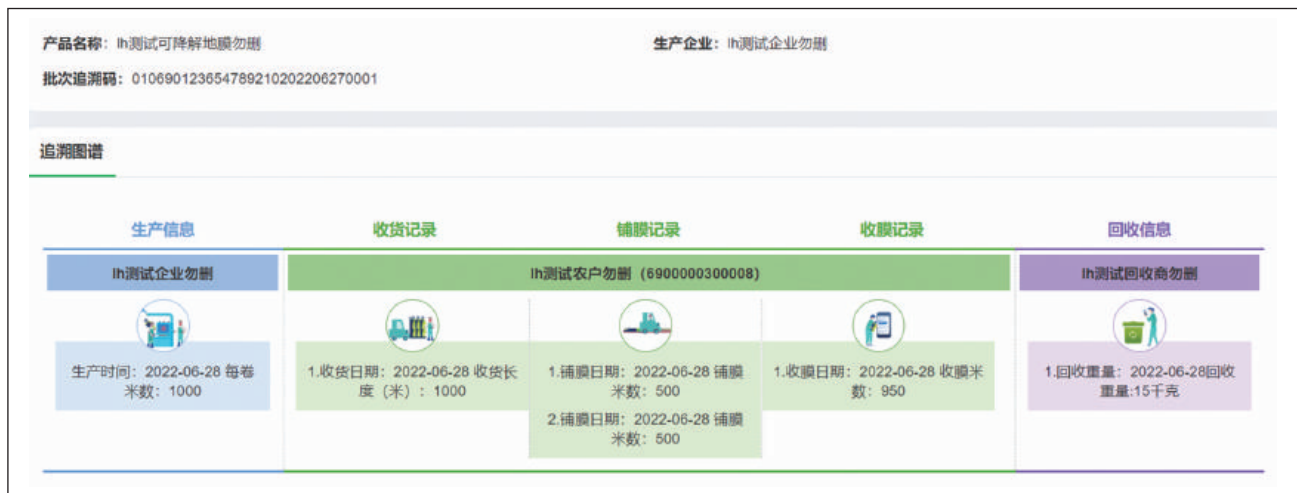 产品名称：lh测试可降解地膜勿删
生产企业：lh测试企业勿删
批次追溯码：010690123654789210202206270001
追溯图谱
生产信息
收货记录
铺膜记录
收膜记录
回收信息
lh测试企业勿删
lh测试农户勿删（6900000300008）
lh测试回收商勿删
生产时间：2022-06-28 每卷
米数：1000
1.收货日期：2022-06-28 收货长
度（米）：1000
1.铺膜日期：2022-06-28 铺膜
米数：500
2.铺膜日期：2022-06-28 铺膜
米数：500
1.收膜日期：2022-06-28 收膜米
数：950
1.回收重量：2022-06-28回收
重量:15千克